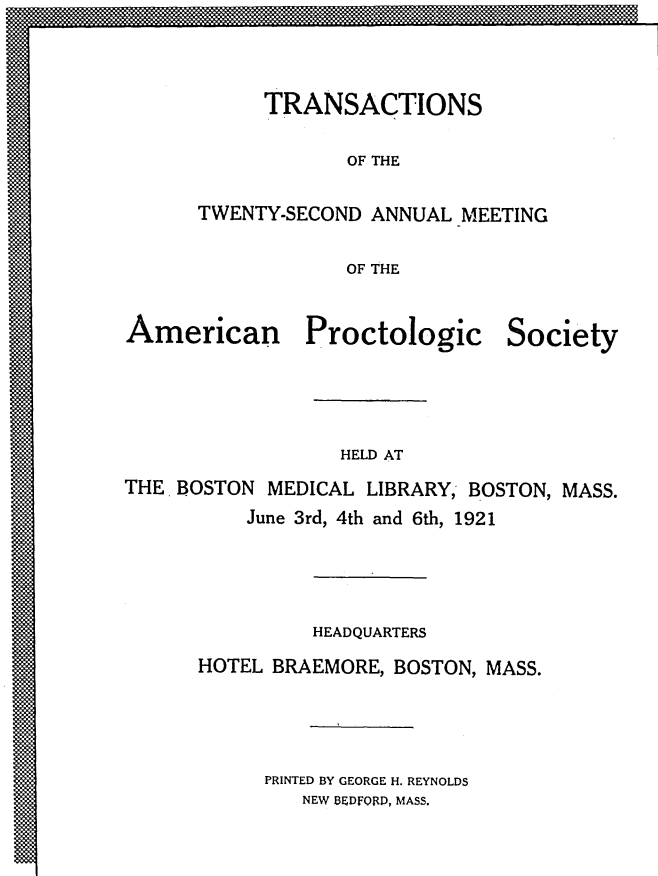 TRANSACTIONS
OF THE
TWENTY-SECOND ANNUAL MEETING
OF THE
American Proctologic Society
HELD AT
THE BOSTON MEDICAL LIBRARY, BOSTON, MASS.
June 3rd, 4th and 6th, 1921
HEADQUARTERS
HOTEL BRAEMORE, BOSTON, MASS.
PRINTED BY GEORGE H. REYNOLDS
NEW BEDFORD, MASS.